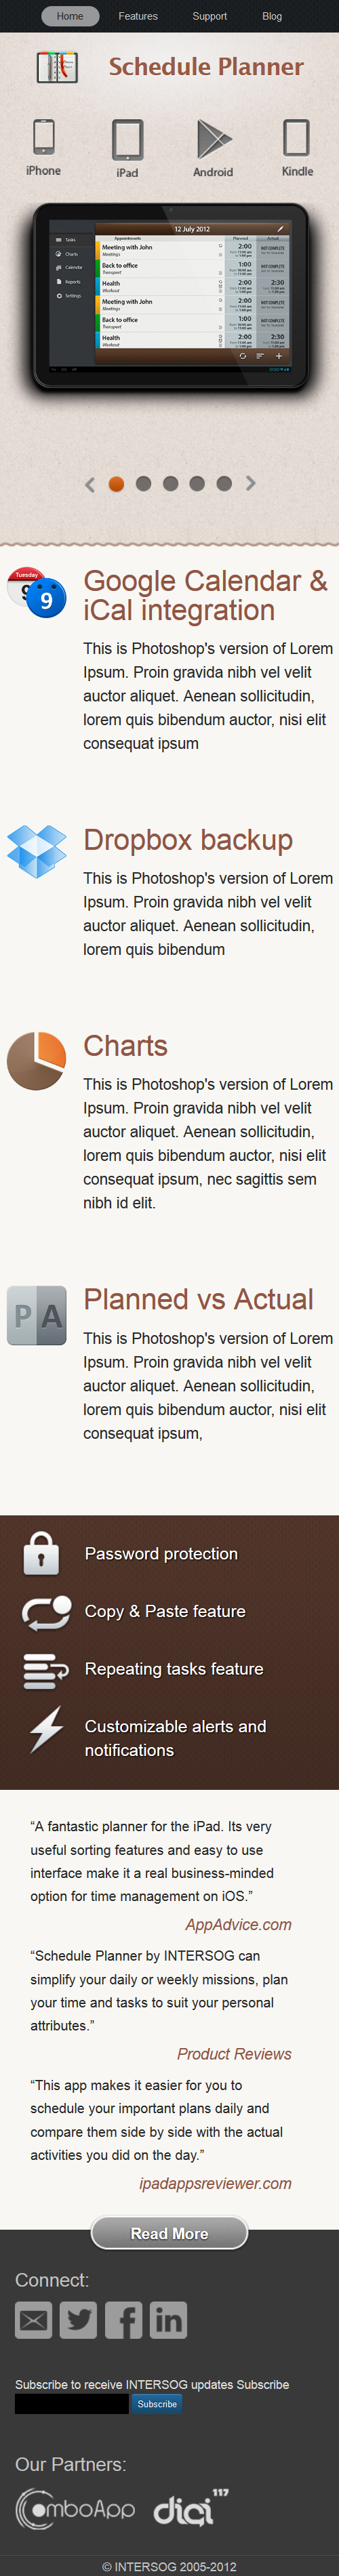 Home Features Support Blog
Schedule Planner
iPhone iPad Android Kindle
12 July 2012
Tasks
Charts
Calendar
Reports
Settings
Appointments Planned Actual
Meeting with John 2:00 NOT COMPLETE
Meetings
Back to office 1:00 NOT COMPLETE
Transport
Health 2:00 2:30
Workout
Meeting with John 2:00 NOT COMPLETE
Meetings
Back to office 1:00 NOT COMPLETE
Transport
Health 2:00 2:30
Workout
Tuesday
9
9
Google Calendar &
iCal integration
This is Photoshop's version of Lorem
Ipsum. Proin gravida nibh vel velit
auctor aliquet. Aenean sollicitudin,
lorem quis bibendum auctor, nisi elit
consequat ipsum
Dropbox backup
This is Photoshop's version of Lorem
Ipsum. Proin gravida nibh vel velit
auctor aliquet. Aenean sollicitudin,
lorem quis bibendum
Charts
This is Photoshop's version of Lorem
Ipsum. Proin gravida nibh vel velit
auctor aliquet. Aenean sollicitudin,
lorem quis bibendum auctor, nisi elit
consequat ipsum, nec sagittis sem
nibh id elit.
PA
Planned vs Actual
This is Photoshop's version of Lorem
Ipsum. Proin gravida nibh vel velit
auctor aliquet. Aenean sollicitudin,
lorem quis bibendum auctor, nisi elit
consequat ipsum,
Password protection
Copy & Paste feature
Repeating tasks feature
Customizable alerts and
notifications
“A fantastic planner for the iPad. Its very
useful sorting features and easy to use
interface make it a real business-minded
option for time management on iOS.”
AppAdvice.com
“Schedule Planner by INTERSOG can
simplify your daily or weekly missions, plan
your time and tasks to suit your personal
attributes.”
Product Reviews
“This app makes it easier for you to
schedule your important plans daily and
compare them side by side with the actual
activities you did on the day.”
ipadappsreviewer.com
Read More
Connect:
Subscribe to receive INTERSOG updates Subscribe
Subscribe
Our Partners:
ComboApp digi117
© INTERSOG 2005-2012